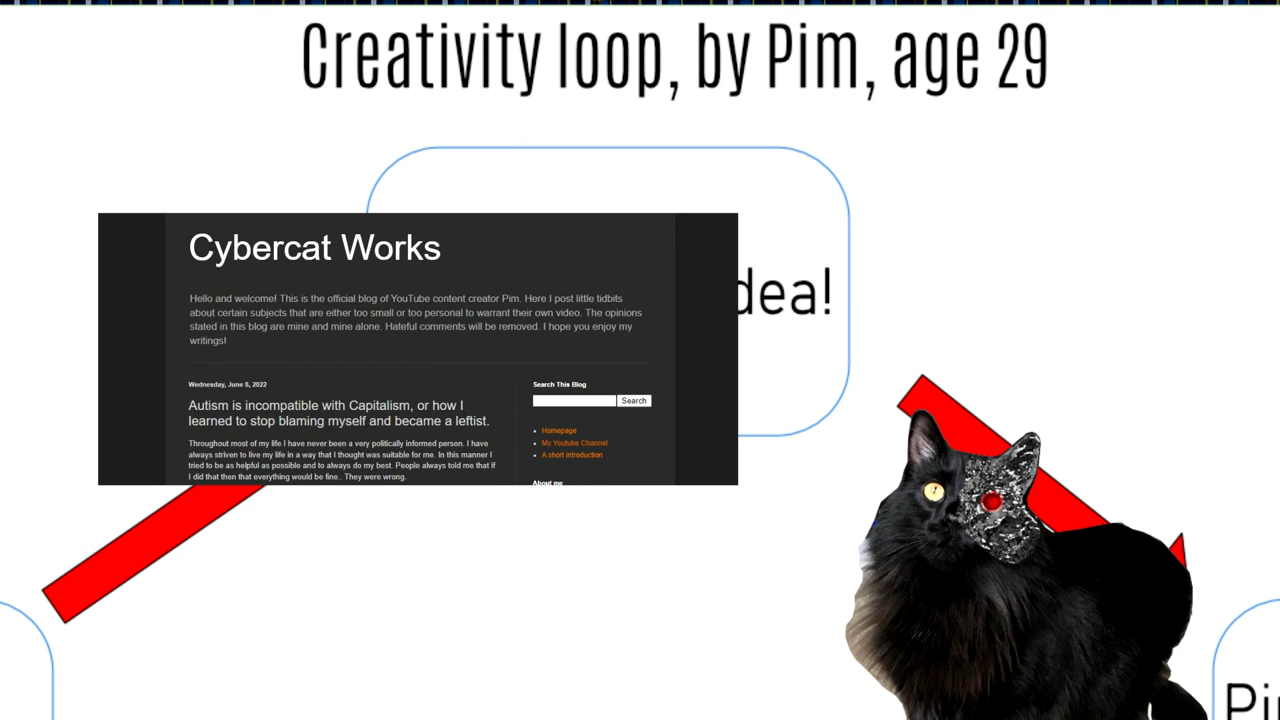 Creativity loop, by Pim, age 29
dea!
Cybercat Works
Hello and welcome! This is the official blog of YouTube content creator Pim. Here I post little tidbits
about certain subjects that are either too small or too personal to warrant their own video. The opinions
stated in this blog are mine and mine alone. Hateful comments will be removed. I hope you enjoy my
writings!
Wednesday, June 8, 2022
Autism is incompatible with Capitalism, or how I
learned to stop blaming myself and became a leftist.
Throughout most of my life I have never been a very politically informed person. I have
always striven to live my life in a way that I thought was suitable for me. In this manner I
tried to be as helpful as possible and to always do my best. People always told me that if
I did that then that everything would be fine.. They were wrong.
Search This Blog
Search
Homepage
My Youtube Channel
A short introduction
About me
Pi